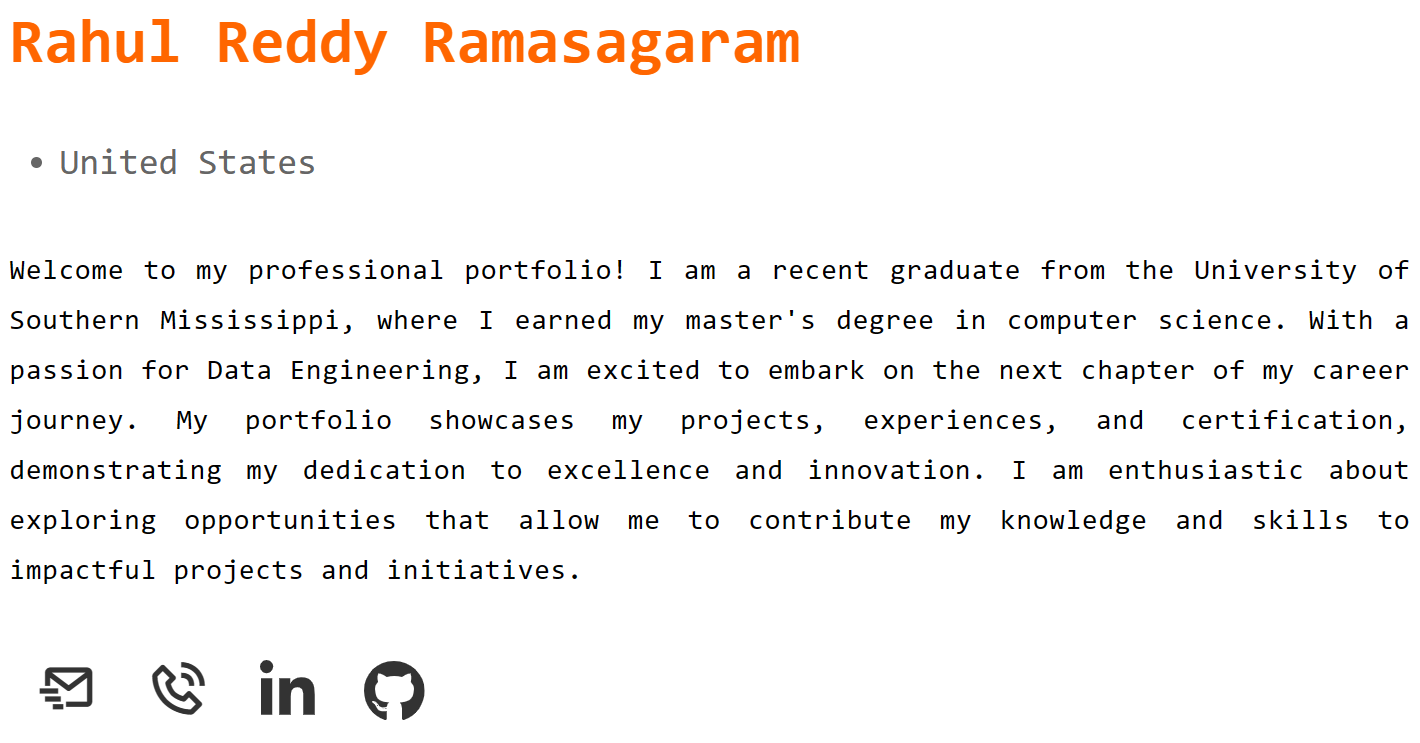 Rahul Reddy Ramasagaram
• United States
Welcome to my professional portfolio! I am a recent graduate from the University of
Southern Mississippi, where I earned my master's degree in computer science. With a
passion for Data Engineering, I am excited to embark on the next chapter of my career
journey. My portfolio showcases my projects, experiences, and certification,
demonstrating my dedication to excellence and innovation. I am enthusiastic about
exploring opportunities that allow me to contribute my knowledge and skills to
impactful projects and initiatives.
in